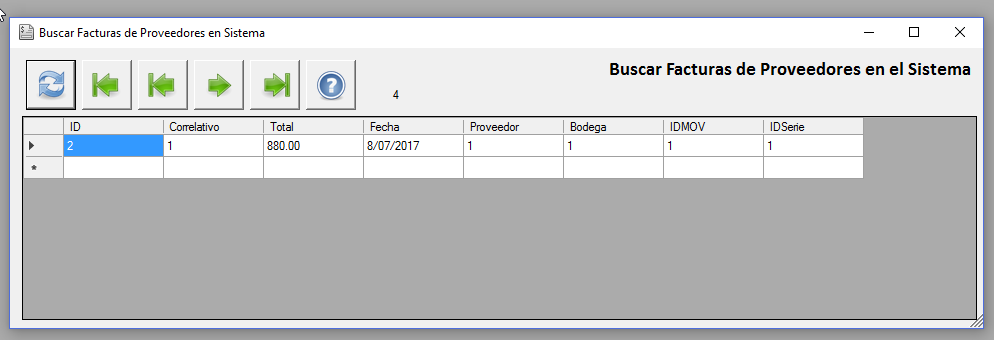 Buscar Facturas de Proveedores en Sistema
Buscar Facturas de Proveedores en el Sistema
?
4
ID Correlativo Total Fecha Proveedor Bodega IDMOV IDSerie
2 1 880.00 8/07/2017 1 1 1 1
*